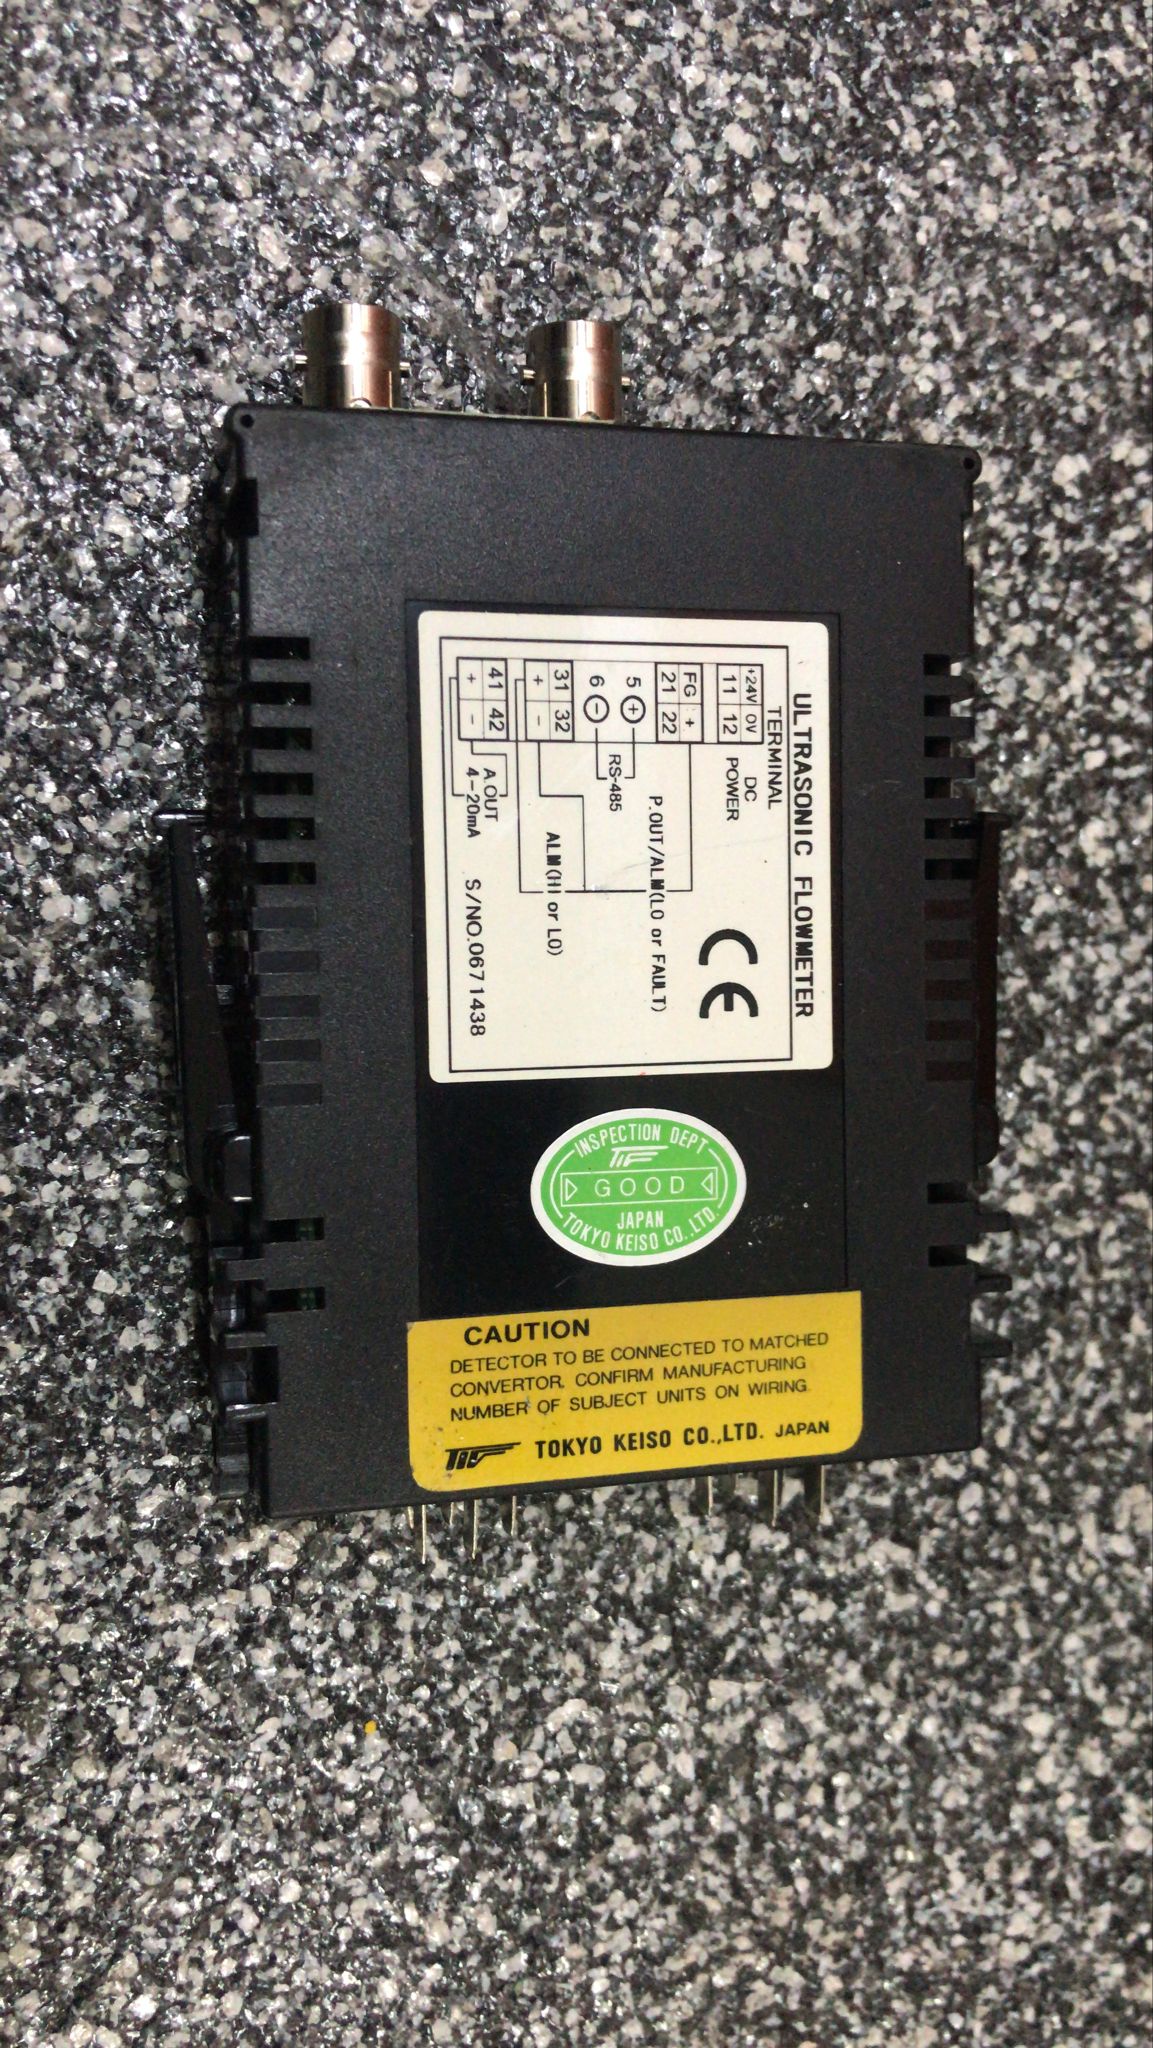 ULTRASONIC FLOWMETER
TERMINAL
+24V 0V
11 12
DC
POWER
FG +
21 22
P.OUT/ALM(LO or FAULT)
5 +
6 −
RS-485
31 32
+ −
ALM(HI or LO)
41 42
+ −
A.OUT
4-20mA
CE
S/NO.0671438
INSPECTION DEPT
TTF
GOOD
JAPAN
TOKYO KEISO CO.,LTD.
CAUTION
DETECTOR TO BE CONNECTED TO MATCHED
CONVERTOR. CONFIRM MANUFACTURING
NUMBER OF SUBJECT UNITS ON WIRING.
TOKYO KEISO CO.,LTD. JAPAN